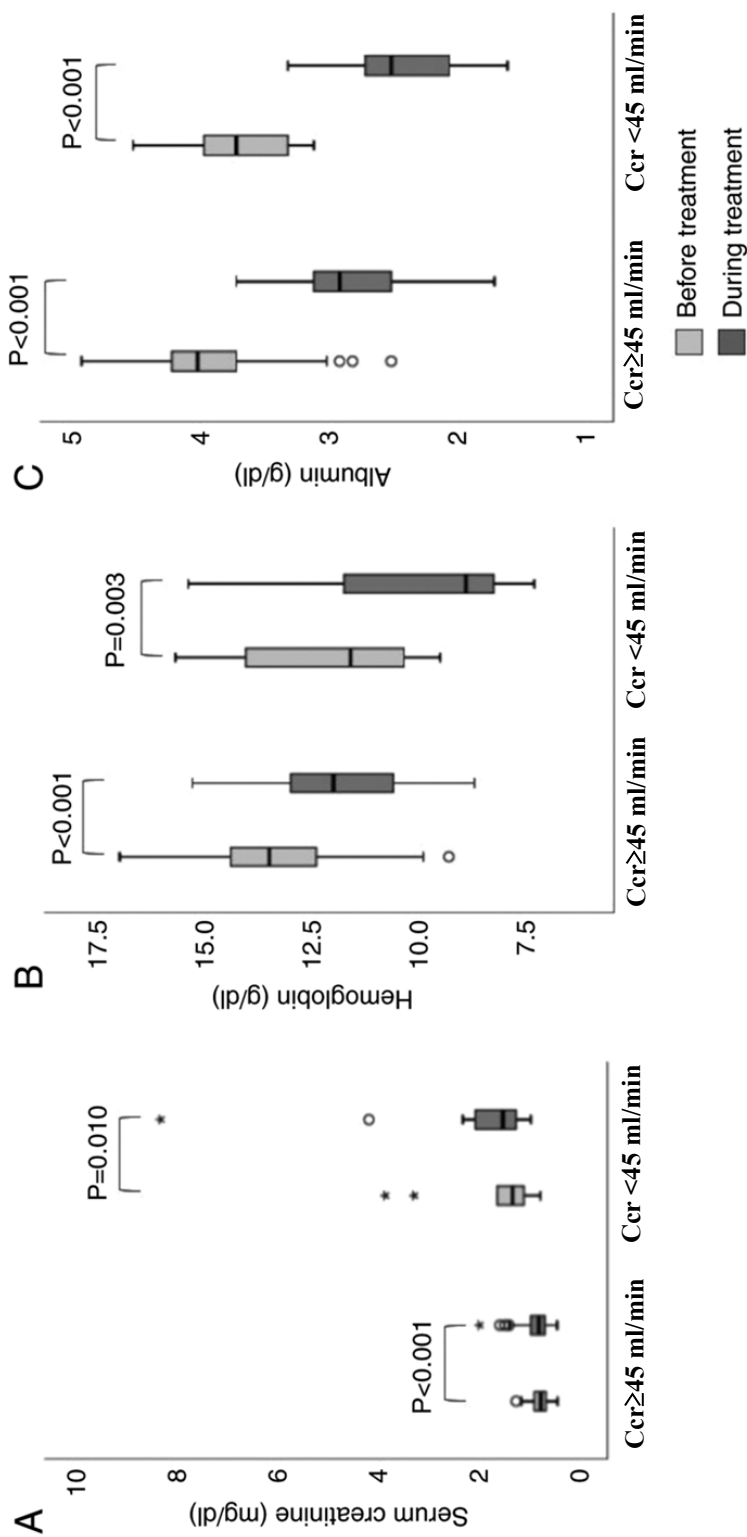 A
Serum creatinine (mg/dl)
10
8
6
4
2
0
P<0.001
P=0.010
Ccr≥45 ml/min
Ccr <45 ml/min
B
Hemoglobin (g/dl)
17.5
15.0
12.5
10.0
7.5
P<0.001
P=0.003
Ccr≥45 ml/min
Ccr <45 ml/min
C
Albumin (g/dl)
5
4
3
2
1
P<0.001
P<0.001
Ccr≥45 ml/min
Ccr <45 ml/min
Before treatment
During treatment